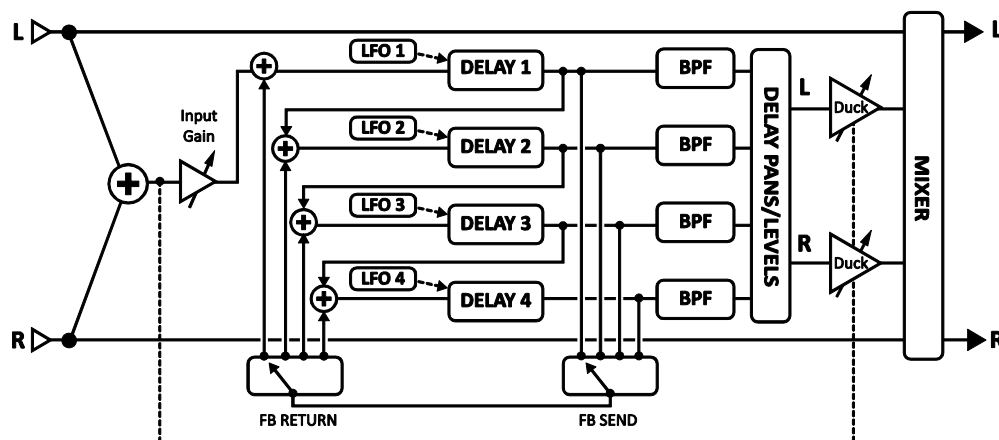 L
L
LFO 1
DELAY 1
BPF
Input
Gain
LFO 2
DELAY 2
BPF
LFO 3
DELAY 3
BPF
LFO 4
DELAY 4
BPF
DELAY PANS/LEVELS
L
Duck
R
Duck
MIXER
R
R
FB RETURN
FB SEND